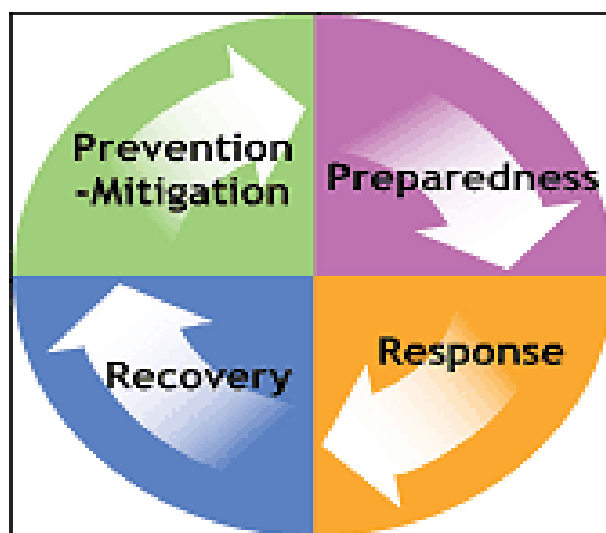 Prevention
-Mitigation
Preparedness
Response
Recovery